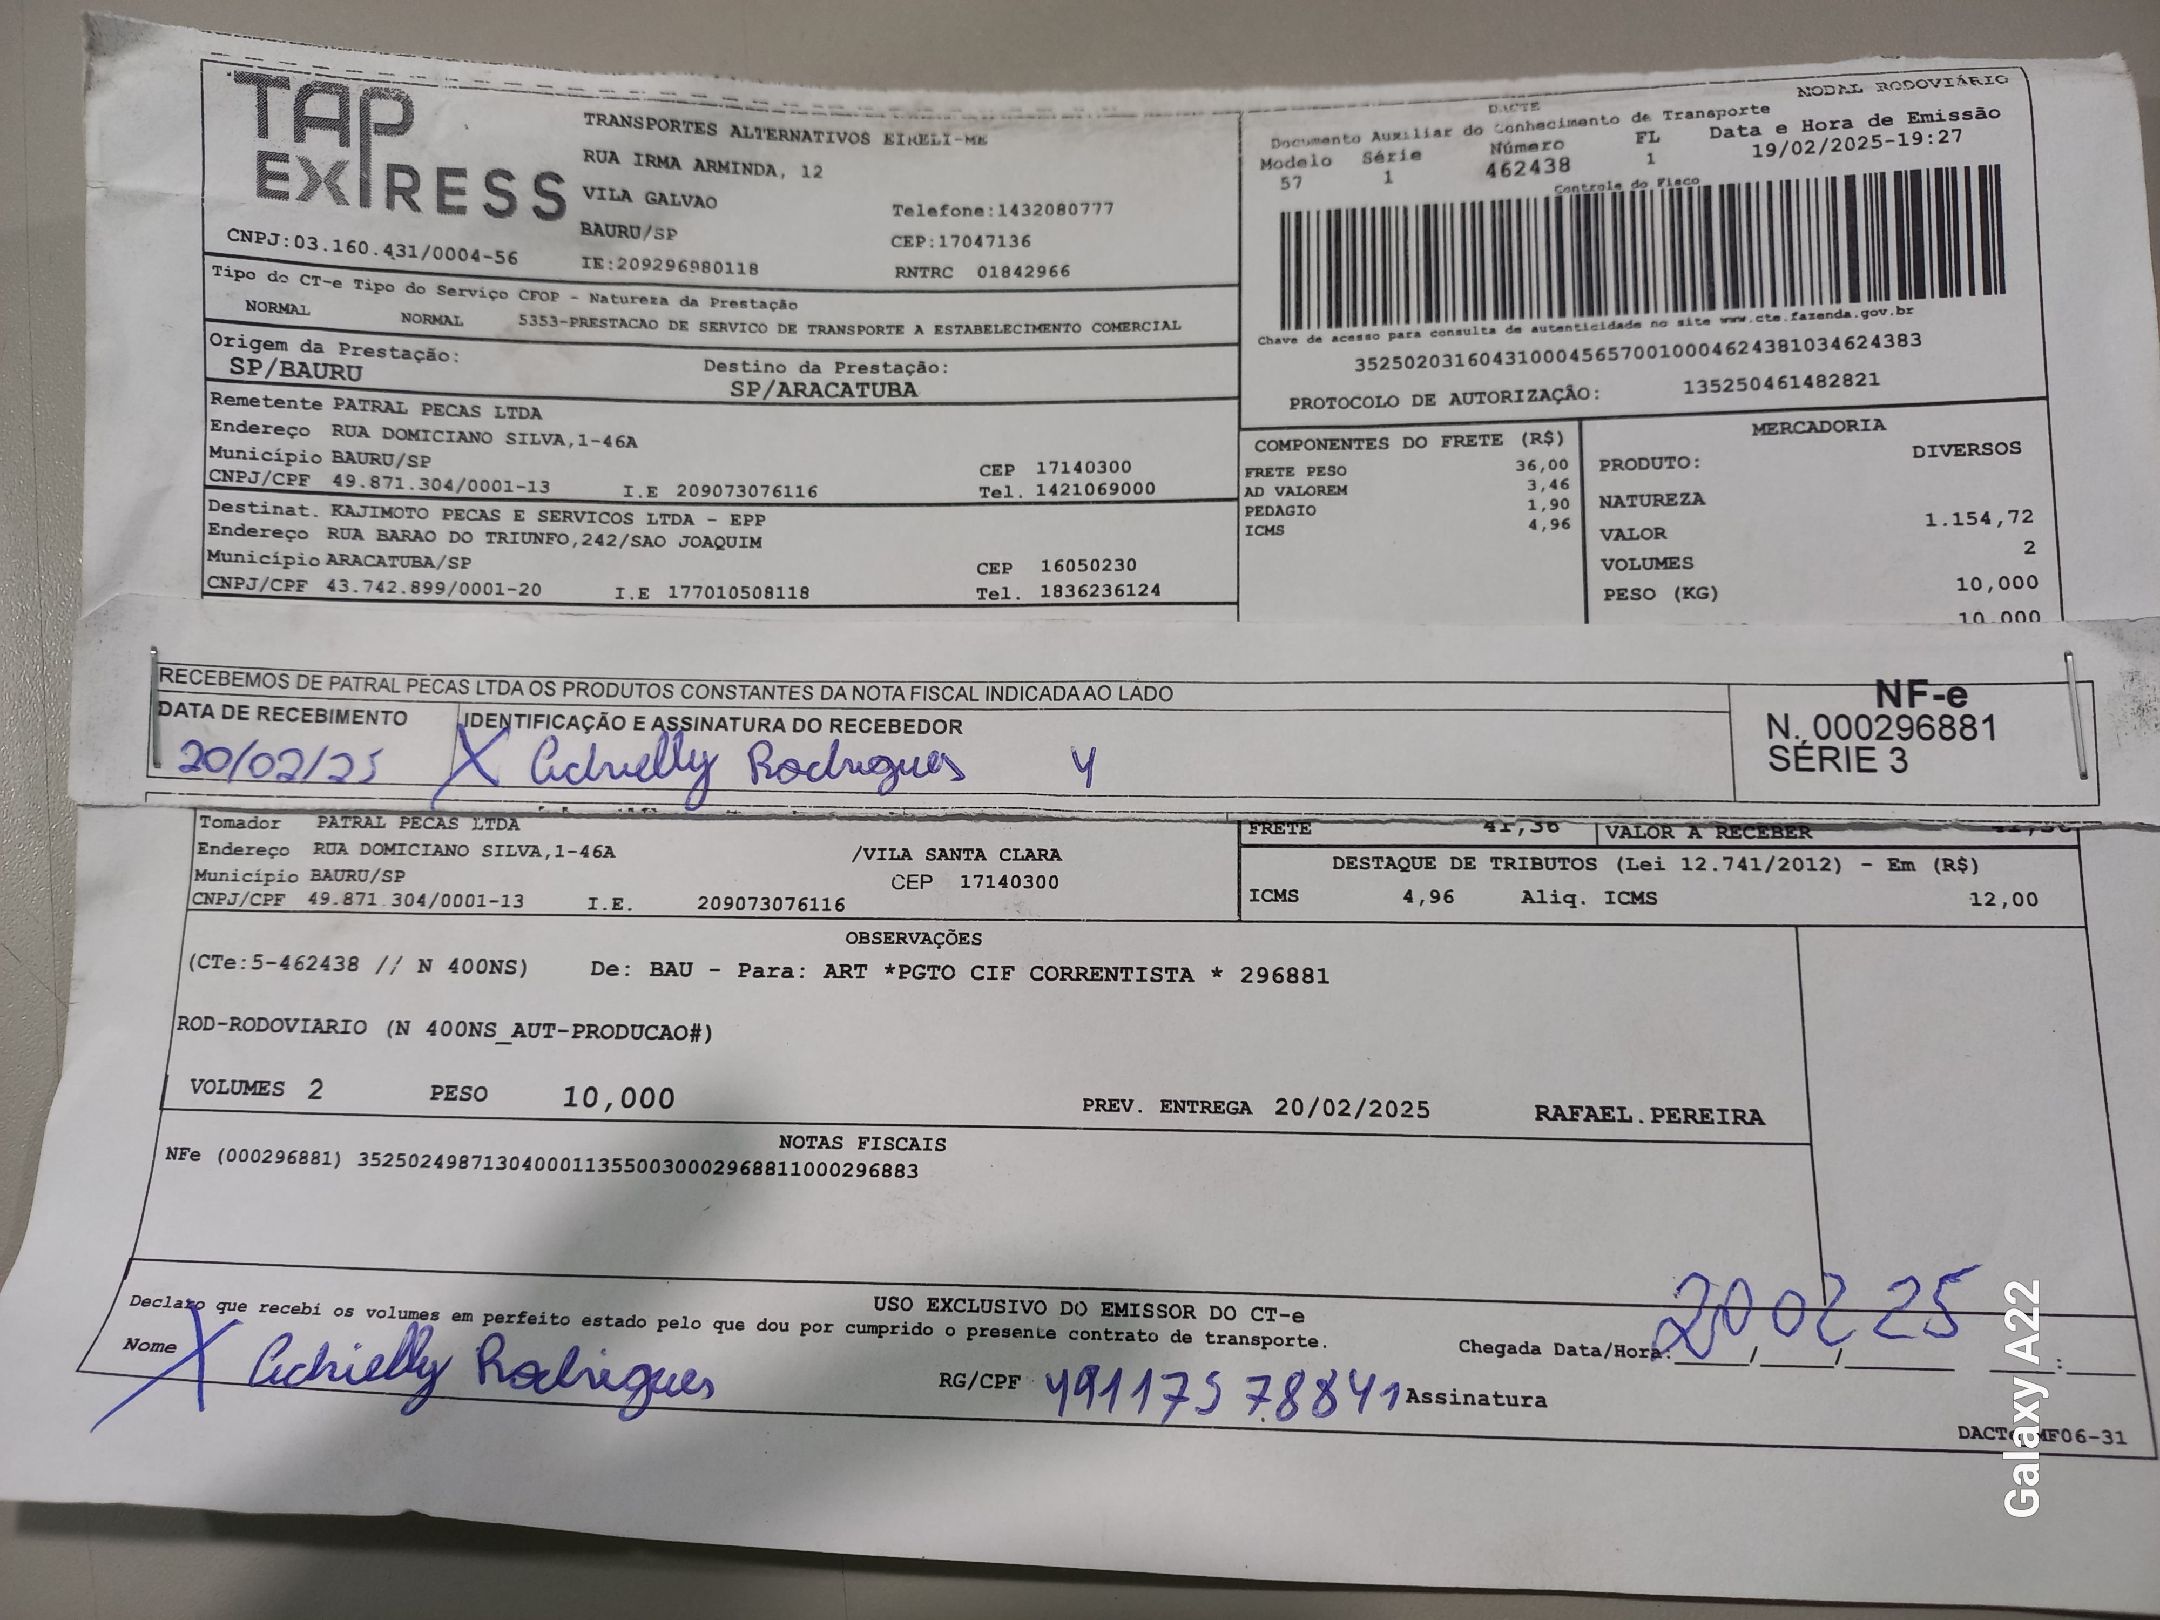 TAP EXPRESS
TRANSPORTES ALTERNATIVOS EIRELI-ME
RUA IRMA ARMINDA, 12
VILA GALVAO Telefone:1432080777
BAURU/SP CEP:17047136
CNPJ:03.160.431/0004-56 IE:209296980118 RNTRC 01842966
MODAL RODOVIÁRIO
DACTE
Documento Auxiliar do Conhecimento de Transporte
Modelo Série Número FL Data e Hora de Emissão
57 1 462438 1 19/02/2025-19:27
Controle do Fisco
Chave de acesso para consulta de autenticidade no site www.cte.fazenda.gov.br
35250203160431000456570010004624381034624383
PROTOCOLO DE AUTORIZAÇÃO: 135250461482821
Tipo do CT-e Tipo do Serviço CFOP - Natureza da Prestação
NORMAL NORMAL 5353-PRESTACAO DE SERVICO DE TRANSPORTE A ESTABELECIMENTO COMERCIAL
Origem da Prestação: Destino da Prestação:
SP/BAURU SP/ARACATUBA
Remetente PATRAL PECAS LTDA
Endereço RUA DOMICIANO SILVA,1-46A
Município BAURU/SP CEP 17140300
CNPJ/CPF 49.871.304/0001-13 I.E 209073076116 Tel. 1421069000
Destinat. KAJIMOTO PECAS E SERVICOS LTDA - EPP
Endereço RUA BARAO DO TRIUNFO,242/SAO JOAQUIM
Município ARACATUBA/SP CEP 16050230
CNPJ/CPF 43.742.899/0001-20 I.E 177010508118 Tel. 1836236124
COMPONENTES DO FRETE (R$)
FRETE PESO 36,00
AD VALOREM 3,46
PEDAGIO 1,90
ICMS 4,96
MERCADORIA
PRODUTO: DIVERSOS
NATUREZA
VALOR 1.154,72
VOLUMES 2
PESO (KG) 10,000
10,000
RECEBEMOS DE PATRAL PECAS LTDA OS PRODUTOS CONSTANTES DA NOTA FISCAL INDICADA AO LADO
DATA DE RECEBIMENTO IDENTIFICAÇÃO E ASSINATURA DO RECEBEDOR
20/02/25 X Adrielly Rodrigues 4
NF-e
N. 000296881
SÉRIE 3
Tomador PATRAL PECAS LTDA
Endereço RUA DOMICIANO SILVA,1-46A /VILA SANTA CLARA
Município BAURU/SP CEP 17140300
CNPJ/CPF 49.871.304/0001-13 I.E. 209073076116
FRETE 41,36 VALOR A RECEBER 41,36
DESTAQUE DE TRIBUTOS (Lei 12.741/2012) - Em (R$)
ICMS 4,96 Aliq. ICMS 12,00
OBSERVAÇÕES
(CTe:5-462438 // N 400NS) De: BAU - Para: ART *PGTO CIF CORRENTISTA * 296881
ROD-RODOVIARIO (N 400NS_AUT-PRODUCAO#)
VOLUMES 2 PESO 10,000 PREV. ENTREGA 20/02/2025 RAFAEL.PEREIRA
NOTAS FISCAIS
NFe (000296881) 35250249871304000113550030002968811000296883
USO EXCLUSIVO DO EMISSOR DO CT-e
Declaro que recebi os volumes em perfeito estado pelo que dou por cumprido o presente contrato de transporte.
Chegada Data/Hora: 20 02 25
Nome X Adrielly Rodrigues RG/CPF 49117578841 Assinatura
DACTe MF06-31
Galaxy A22